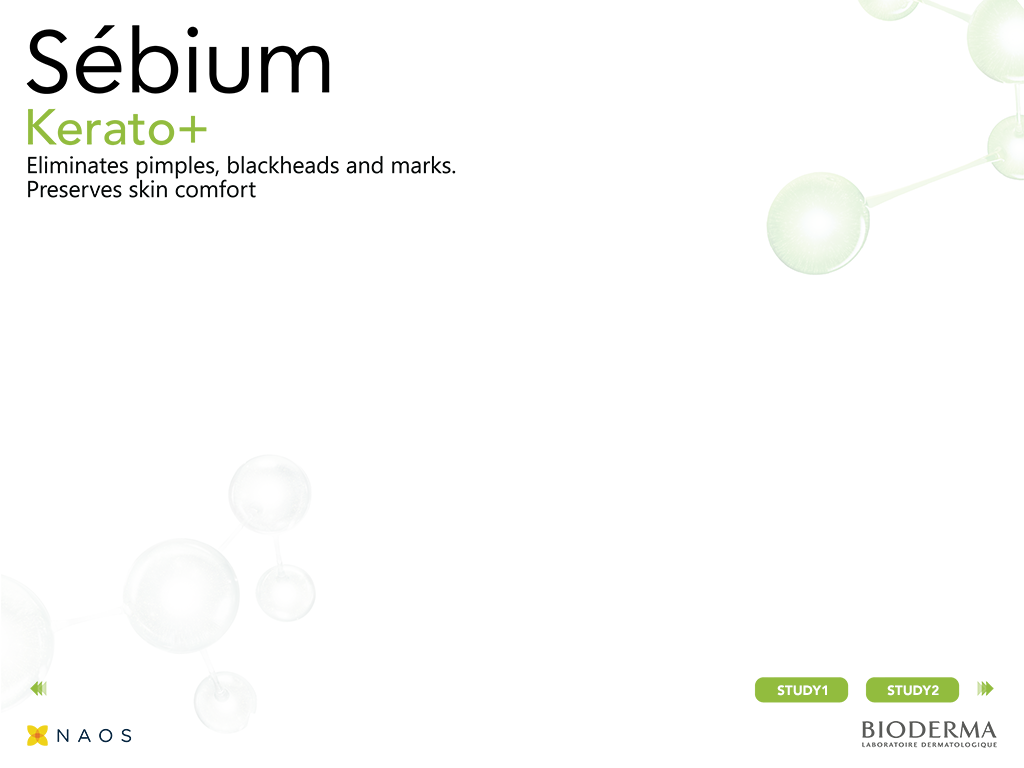 Sébium
Kerato+
Eliminates pimples, blackheads and marks.
Preserves skin comfort
STUDY1
STUDY2
NAOS
BIODERMA
LABORATOIRE DERMATOLOGIQUE